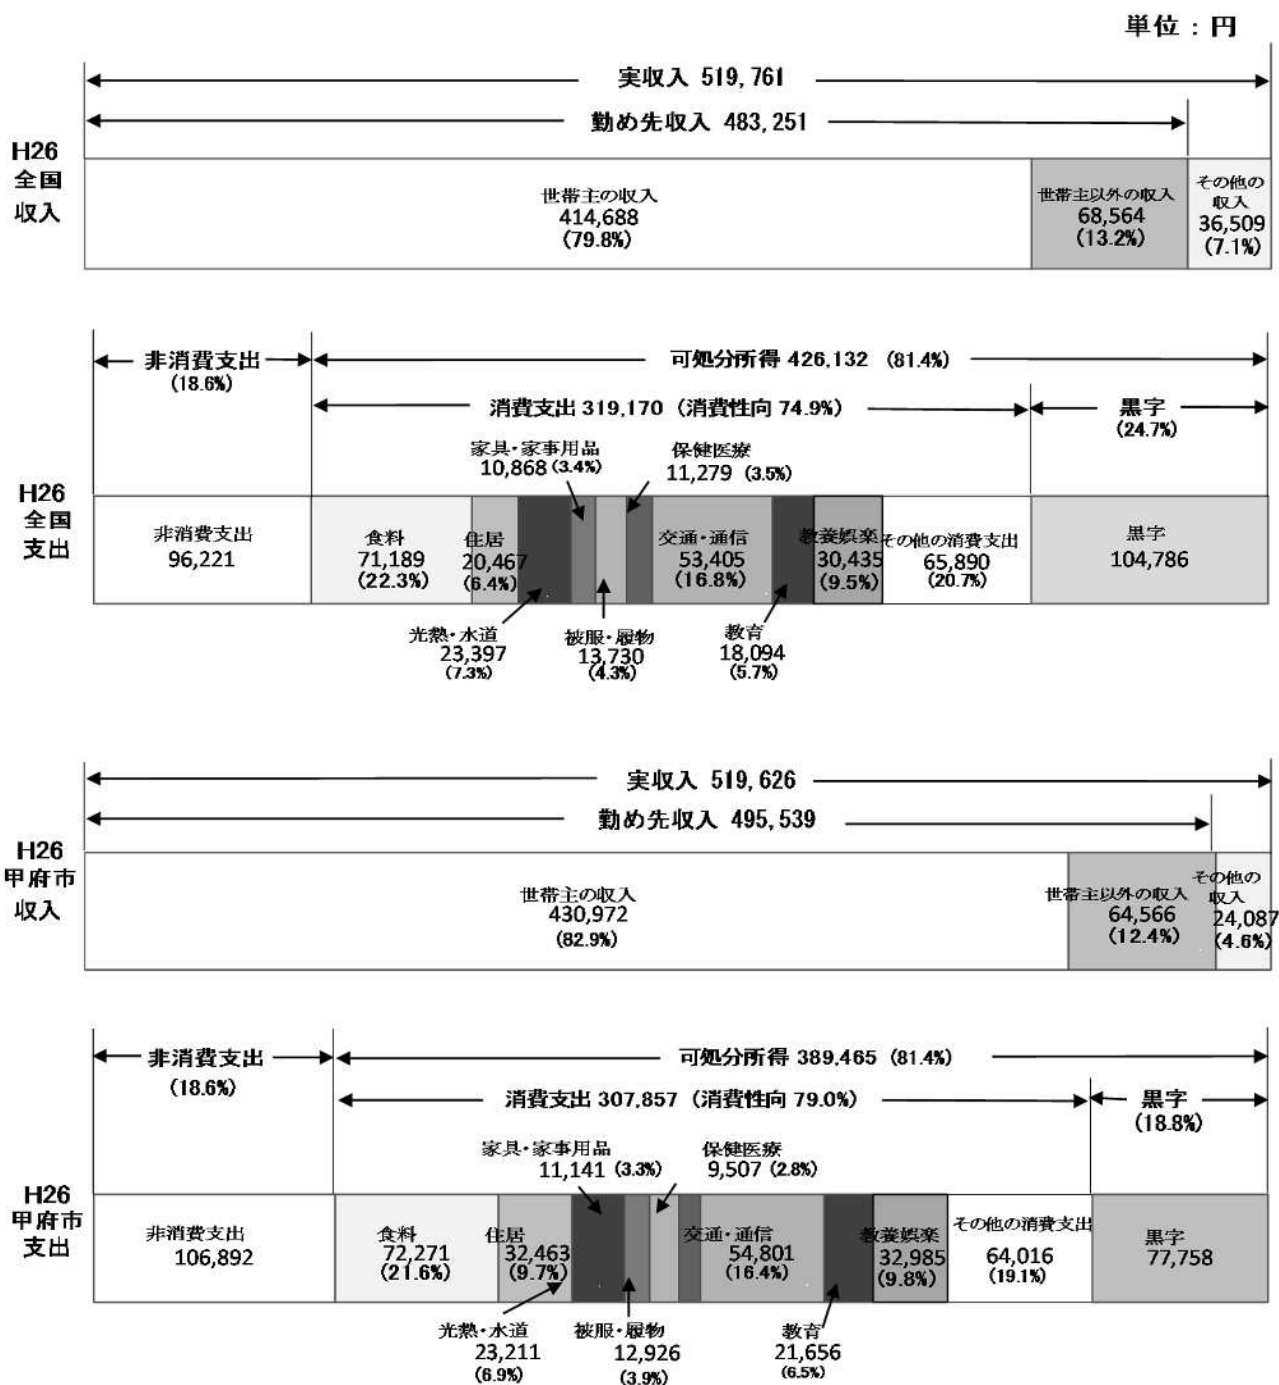 単位：円
実収入 519,761
勤め先収入 483,251
H26
全国
収入
世帯主の収入
414,688
(79.8%)
世帯主以外の収入
68,564
(13.2%)
その他の
収入
36,509
(7.1%)
非消費支出
(18.6%)
可処分所得 426,132 (81.4%)
消費支出 319,170 (消費性向 74.9%)
黒字
(24.7%)
家具・家事用品
10,868 (3.4%)
保健医療
11,279 (3.5%)
H26
全国
支出
非消費支出
96,221
食料
71,189
(22.3%)
住居
20,467
(6.4%)
交通・通信
53,405
(16.8%)
教養娯楽
30,435
(9.5%)
その他の消費支出
65,890
(20.7%)
黒字
104,786
光熱・水道
23,397
(7.3%)
被服・履物
13,730
(4.3%)
教育
18,094
(5.7%)
実収入 519,626
勤め先収入 495,539
H26
甲府市
収入
世帯主の収入
430,972
(82.9%)
世帯主以外の収入
64,566
(12.4%)
その他の
収入
24,087
(4.6%)
非消費支出
(18.6%)
可処分所得 389,465 (81.4%)
消費支出 307,857 (消費性向 79.0%)
黒字
(18.8%)
家具・家事用品
11,141 (3.3%)
保健医療
9,507 (2.8%)
H26
甲府市
支出
非消費支出
106,892
食料
72,271
(21.6%)
住居
32,463
(9.7%)
交通・通信
54,801
(16.4%)
教養娯楽
32,985
(9.8%)
その他の消費支出
64,016
(19.1%)
黒字
77,758
光熱・水道
23,211
(6.9%)
被服・履物
12,926
(3.9%)
教育
21,656
(6.5%)